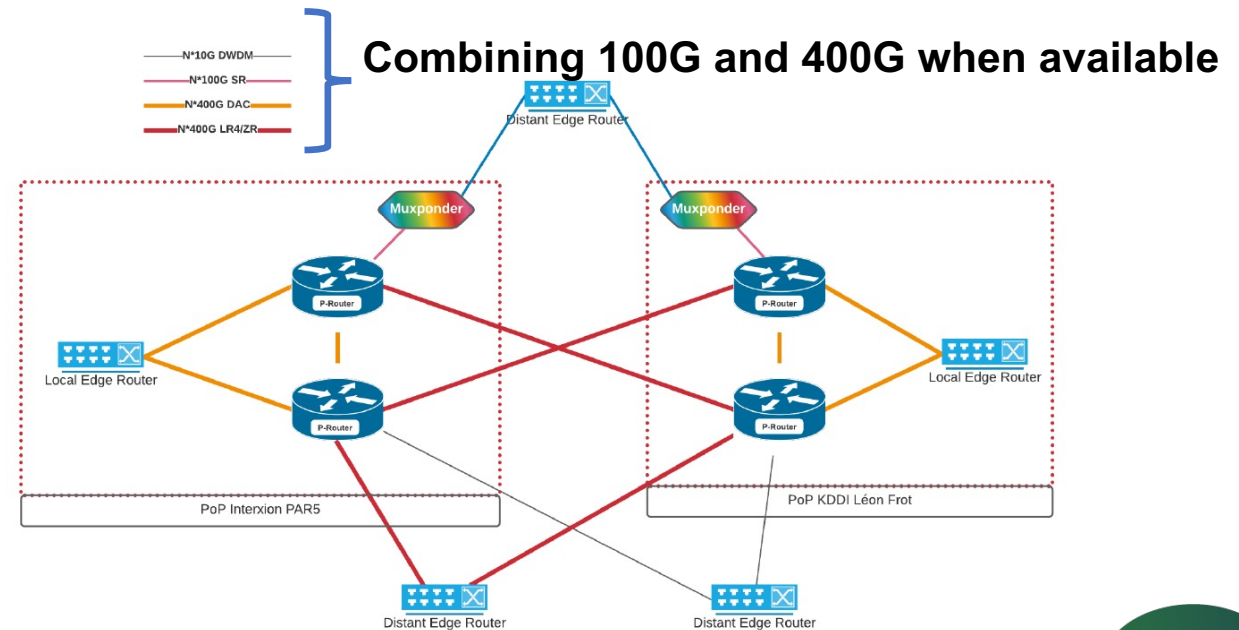 Combining 100G and 400G when available
N*10G DWDM
N*100G SR
N*400G DAC
N*400G LR4/ZR
Distant Edge Router
Muxponder
Muxponder
P-Router
P-Router
Local Edge Router
Local Edge Router
P-Router
P-Router
PoP Interxion PAR5
PoP KDDI Léon Frot
Distant Edge Router
Distant Edge Router